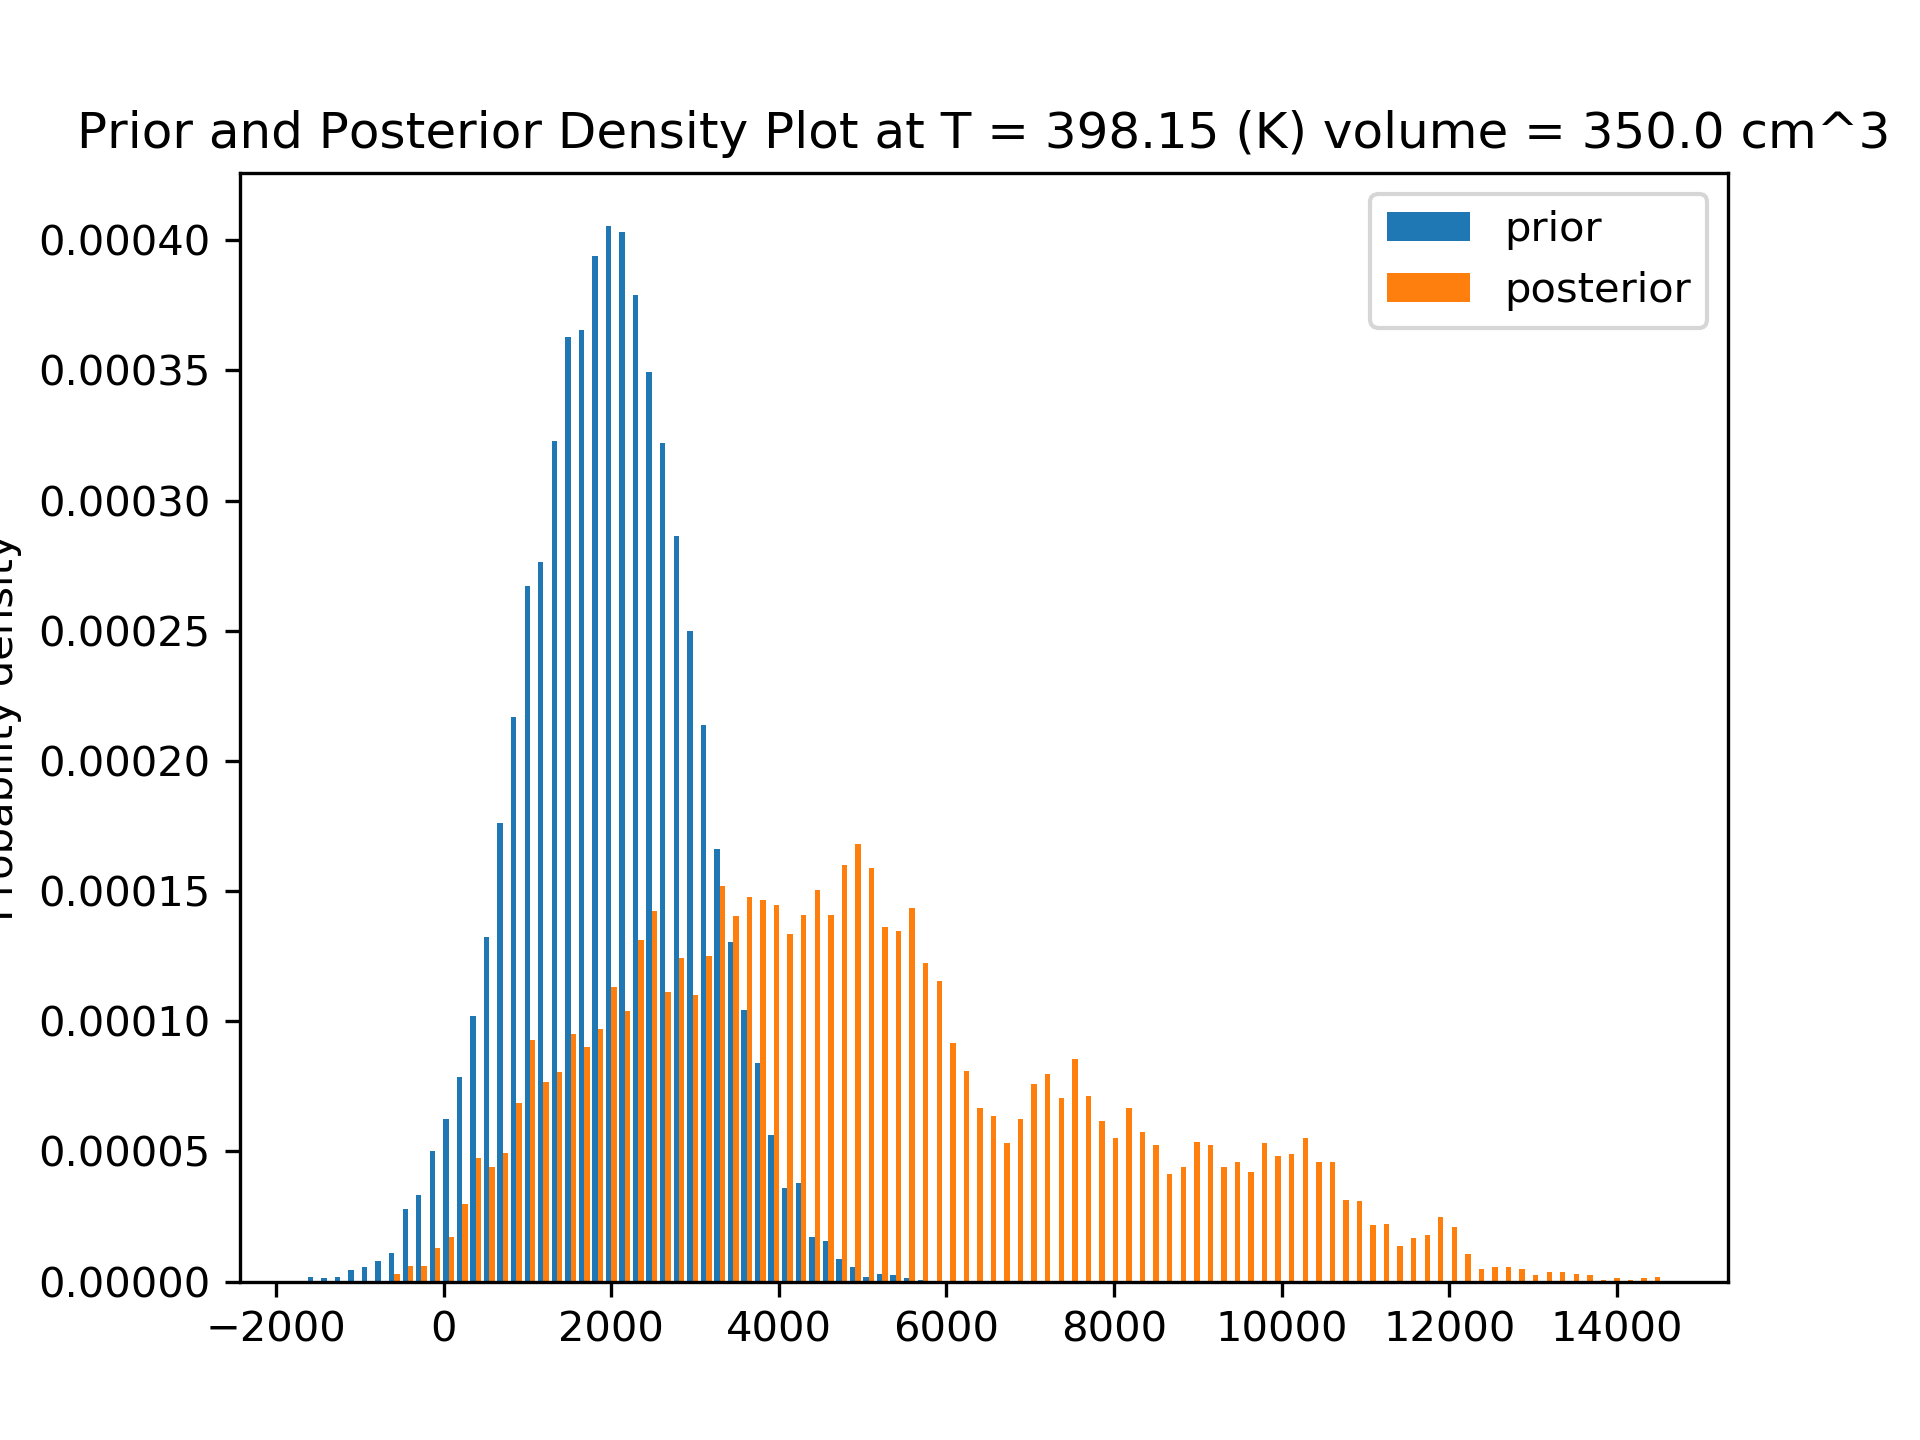 Prior and Posterior Density Plot at T = 398.15 (K) volume = 350.0 cm^3
prior
posterior
0.00040
0.00035
0.00030
0.00025
0.00020
0.00015
0.00010
0.00005
0.00000
Probability density
−2000 0 2000 4000 6000 8000 10000 12000 14000